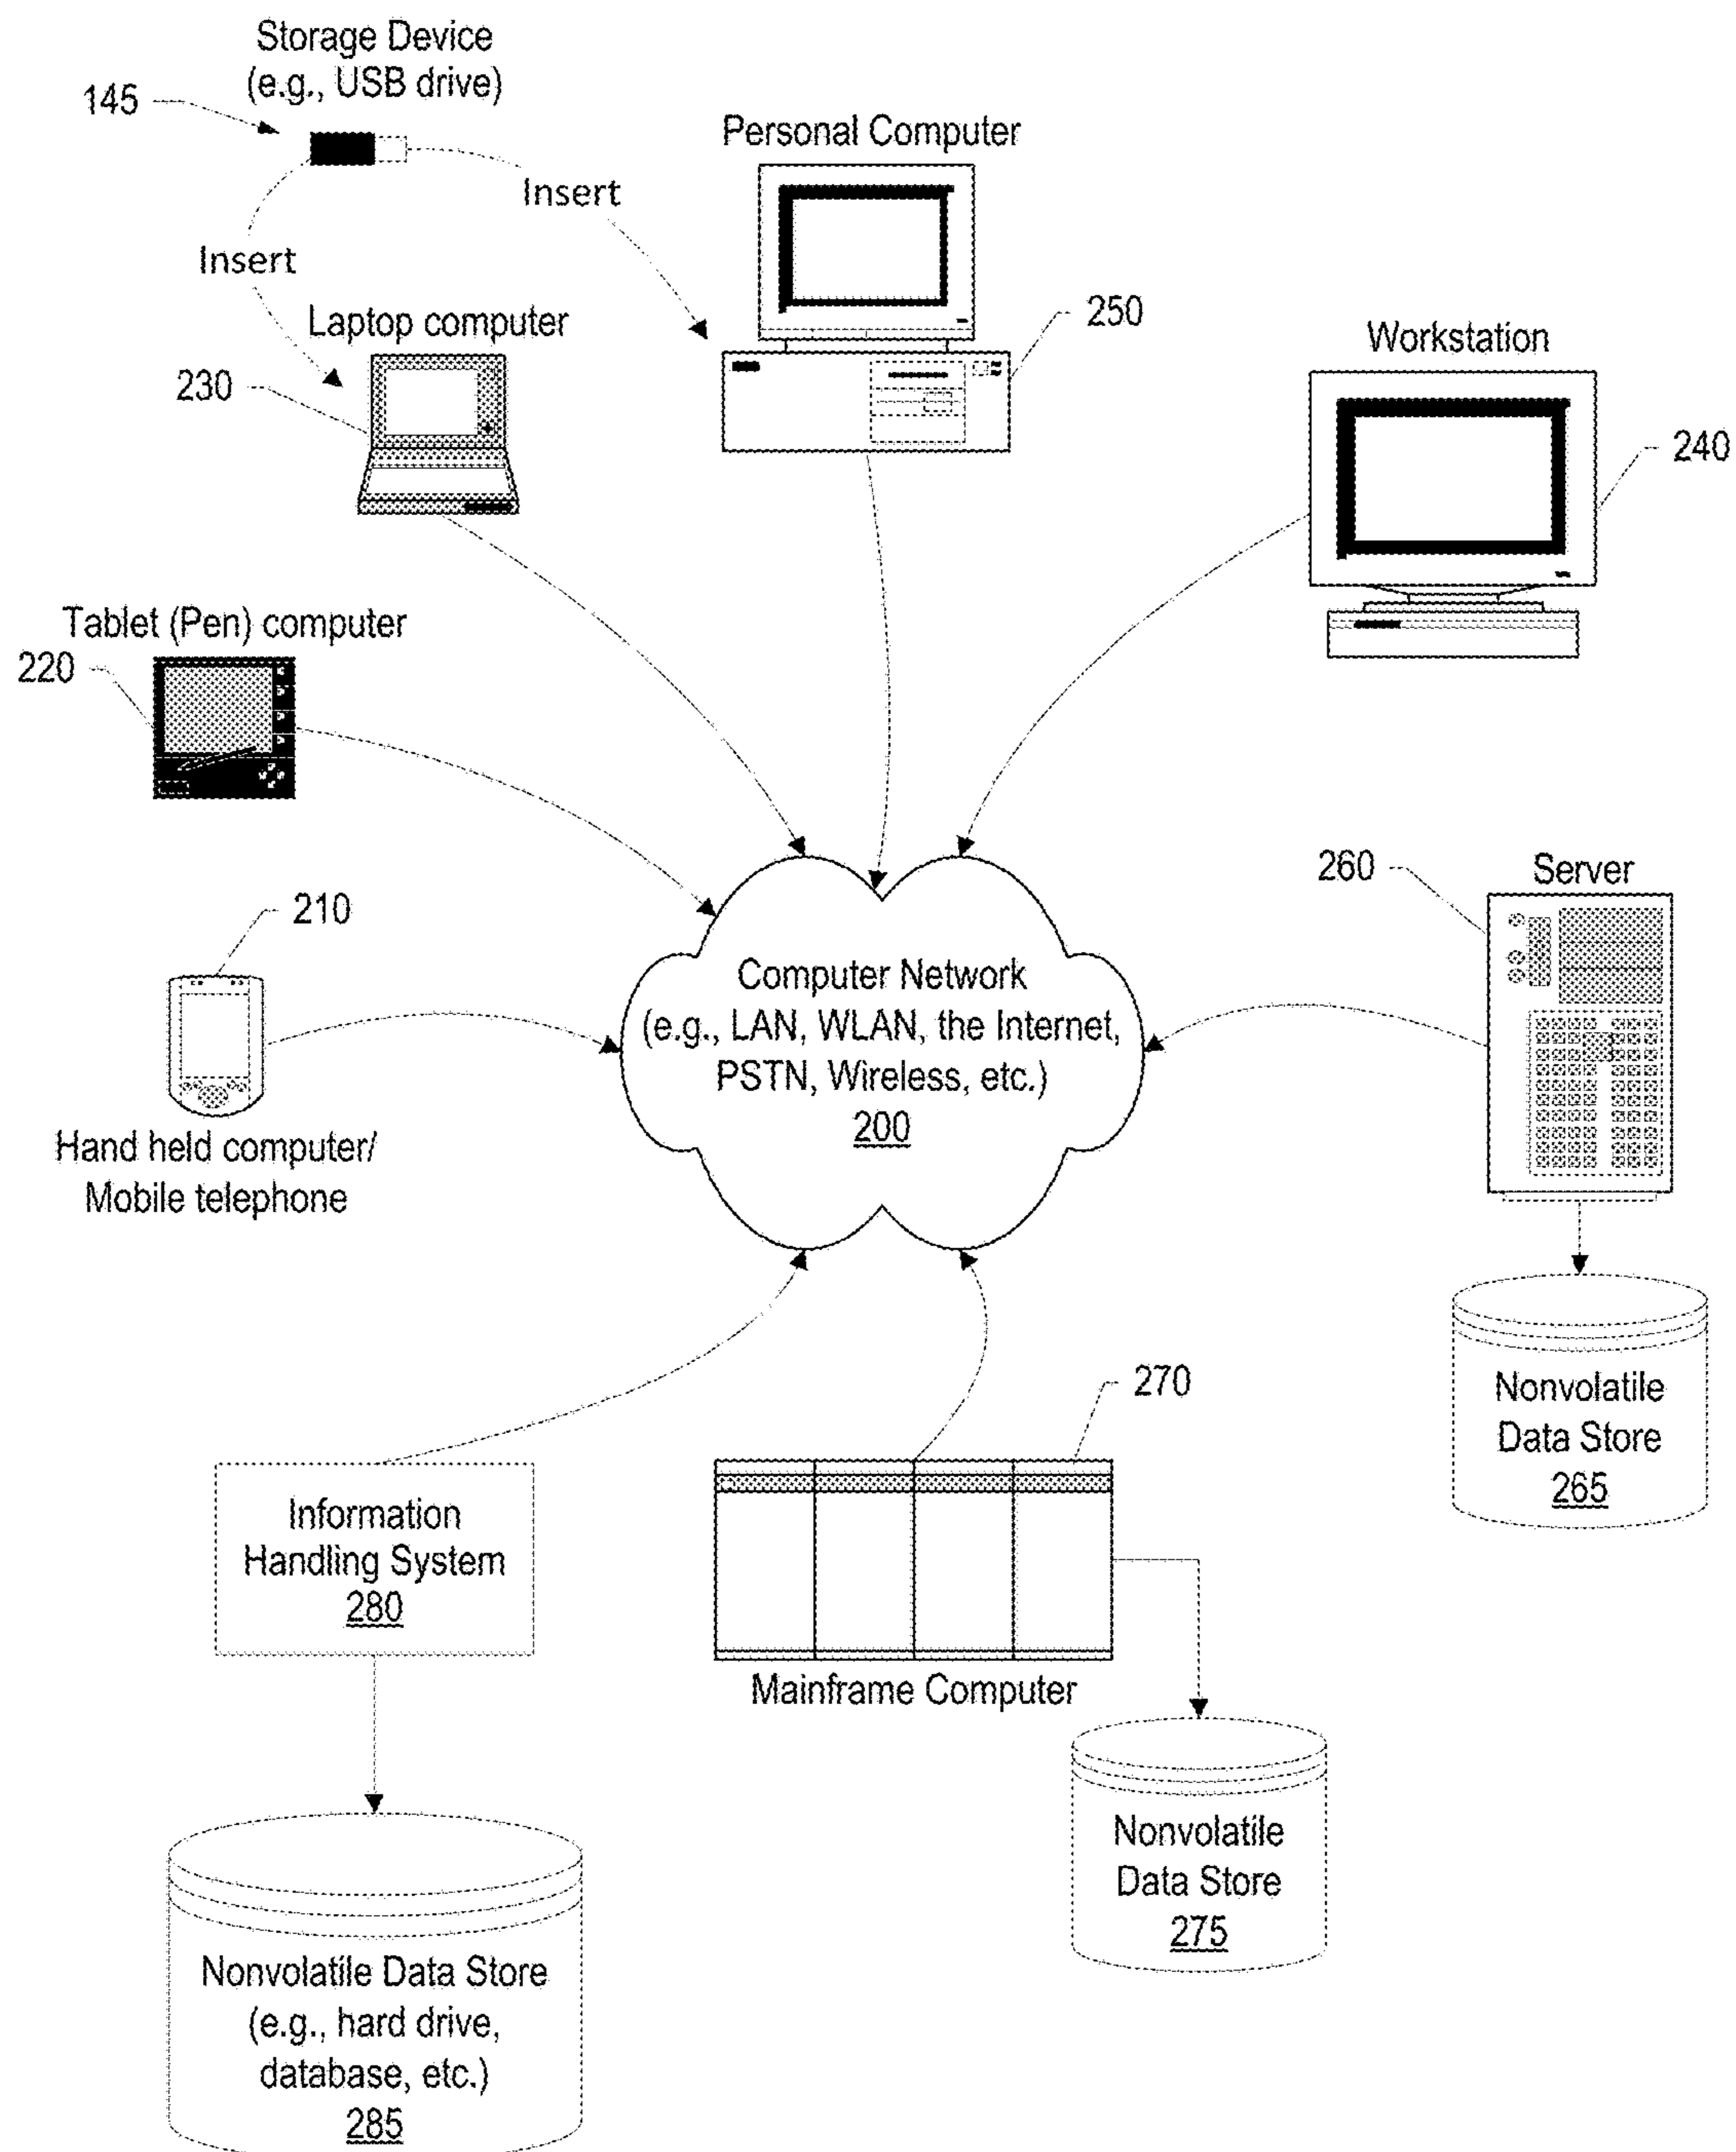 Storage Device
(e.g., USB drive)
145
Insert
Insert
Personal Computer
250
Laptop computer
230
Workstation
240
Tablet (Pen) computer
220
260
Server
210
Hand held computer/
Mobile telephone
Computer Network
(e.g., LAN, WLAN, the Internet,
PSTN, Wireless, etc.)
200
Nonvolatile
Data Store
265
270
Mainframe Computer
Information
Handling System
280
Nonvolatile
Data Store
275
Nonvolatile Data Store
(e.g., hard drive,
database, etc.)
285